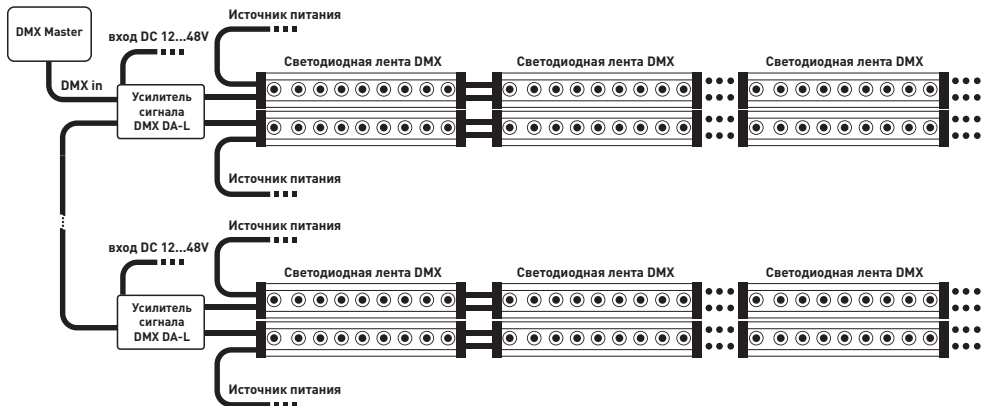 DMX Master
Источник питания
вход DC 12...48V
Светодиодная лента DMX
Светодиодная лента DMX
Светодиодная лента DMX
DMX in
Усилитель
сигнала
DMX DA-L
Источник питания
Источник питания
вход DC 12...48V
Светодиодная лента DMX
Светодиодная лента DMX
Светодиодная лента DMX
Усилитель
сигнала
DMX DA-L
Источник питания